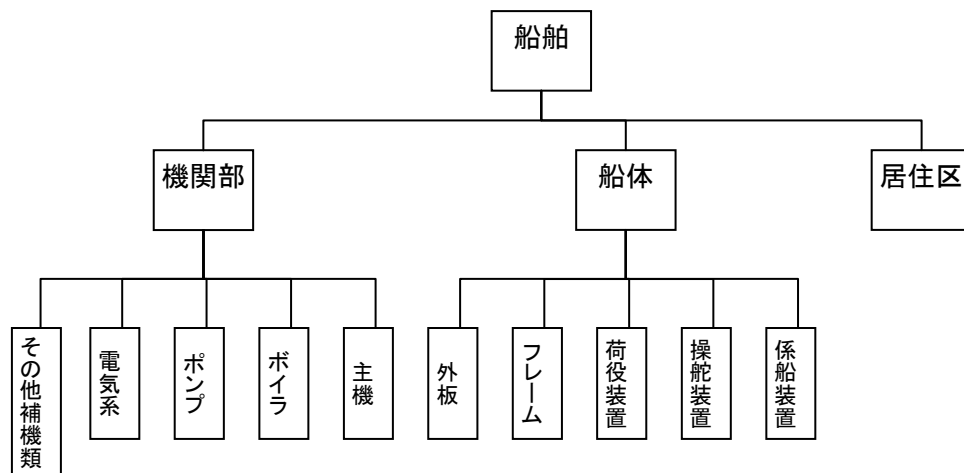 船舶
機関部
船体
居住区
その他補機類
電気系
ポンプ
ボイラ
主機
外板
フレーム
荷役装置
操舵装置
係船装置